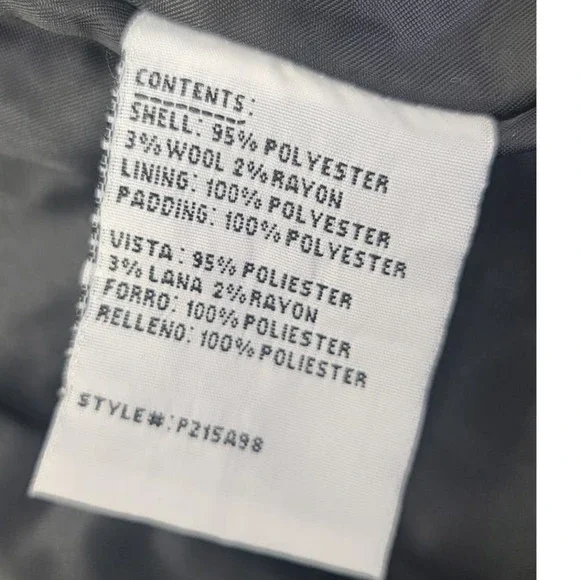 CONTENTS:
SHELL: 95% POLYESTER
3% WOOL 2% RAYON
LINING: 100% POLYESTER
PADDING: 100% POLYESTER
VISTA: 95% POLIESTER
3% LANA 2% RAYON
FORRO: 100% POLIESTER
RELLENO: 100% POLIESTER
STYLE#: P215A98